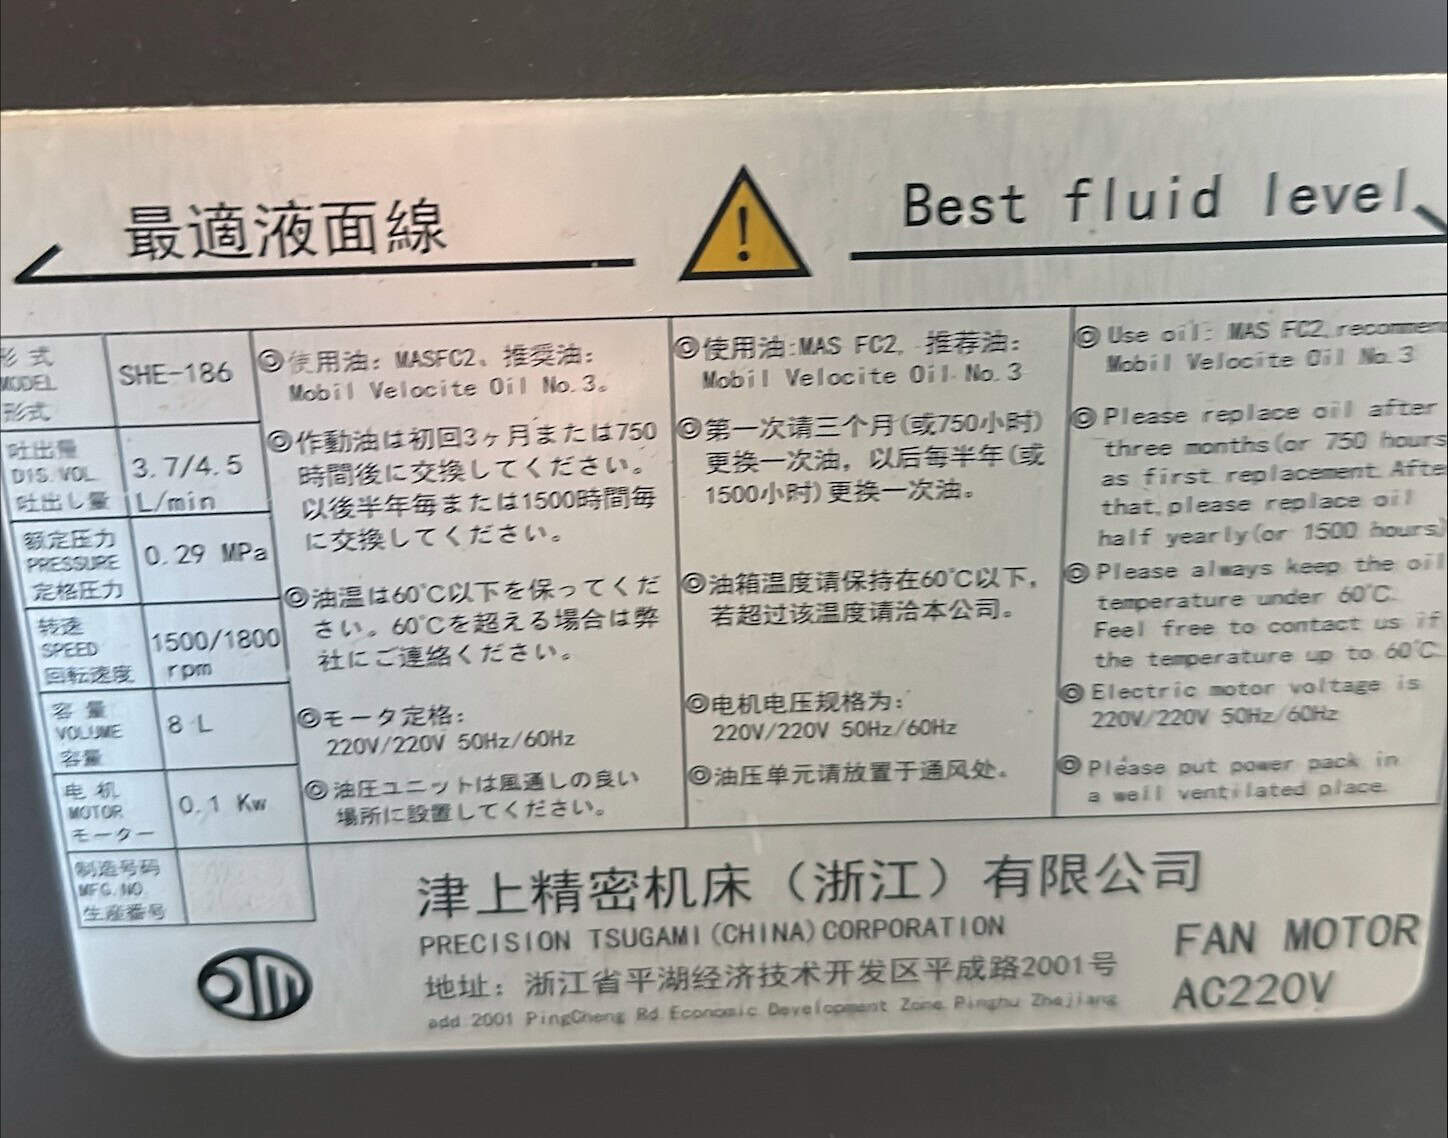 最適液面線
Best fluid level
形式
MODEL
形式
SHE-186
吐出量
DIS.VOL
吐出し量
3.7/4.5
L/min
额定压力
PRESSURE
定格圧力
0.29 MPa
转速
SPEED
回転速度
1500/1800
rpm
容量
VOLUME
容量
8 L
电机
MOTOR
モーター
0.1 Kw
制造号码
MFG.NO.
生産番号
◎使用油：MASFC2、推奨油：
Mobil Velocite Oil No.3。
◎作動油は初回3ヶ月または750
時間後に交換してください。
以後半年毎または1500時間毎
に交換してください。
◎油温は60℃以下を保ってくだ
さい。60℃を超える場合は弊
社にご連絡ください。
◎モータ定格：
220V/220V 50Hz/60Hz
◎油圧ユニットは風通しの良い
場所に設置してください。
◎使用油:MAS FC2, 推荐油：
Mobil Velocite Oil No.3
◎第一次请三个月(或750小时)
更换一次油，以后每半年(或
1500小时)更换一次油。
◎油箱温度请保持在60℃以下，
若超过该温度请洽本公司。
◎电机电压规格为：
220V/220V 50Hz/60Hz
◎油压单元请放置于通风处。
◎Use oil: MAS FC2,recommen
Mobil Velocite Oil No.3
◎Please replace oil after
three months(or 750 hours
as first replacement.Afte
that,please replace oil
half yearly(or 1500 hours)
◎Please always keep the oil
temperature under 60℃.
Feel free to contact us if
the temperature up to 60℃
◎Electric motor voltage is
220V/220V 50Hz/60Hz
◎Please put power pack in
a well ventilated place.
津上精密机床（浙江）有限公司
PRECISION TSUGAMI(CHINA)CORPORATION
地址：浙江省平湖经济技术开发区平成路2001号
add 2001 PingCheng Rd Economic Development Zone Pinghu Zhejiang
FAN MOTOR
AC220V